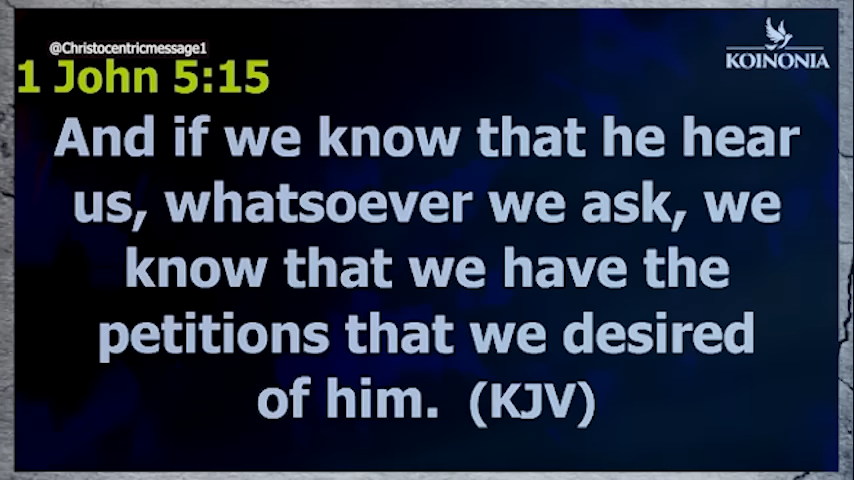 @Christocentricmessage1
KOINONIA
1 John 5:15
And if we know that he hear
us, whatsoever we ask, we
know that we have the
petitions that we desired
of him. (KJV)